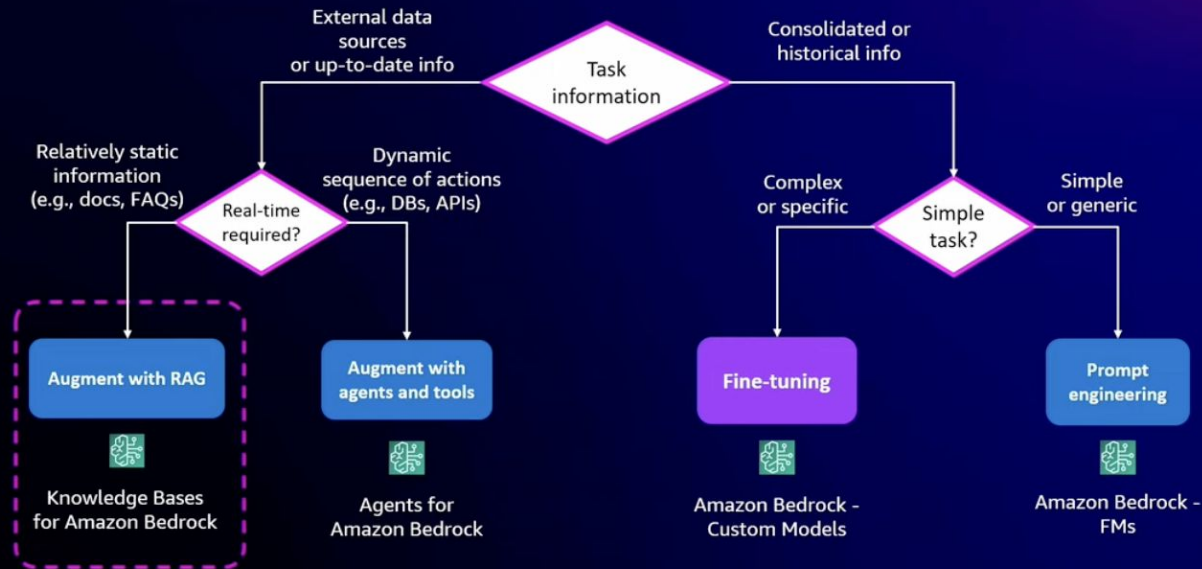 External data
sources
or up-to-date info
Task
information
Consolidated or
historical info
Relatively static
information
(e.g., docs, FAQs)
Real-time
required?
Dynamic
sequence of actions
(e.g., DBs, APIs)
Complex
or specific
Simple
task?
Simple
or generic
Augment with RAG
Augment with
agents and tools
Fine-tuning
Prompt
engineering
Knowledge Bases
for Amazon Bedrock
Agents for
Amazon Bedrock
Amazon Bedrock -
Custom Models
Amazon Bedrock -
FMs